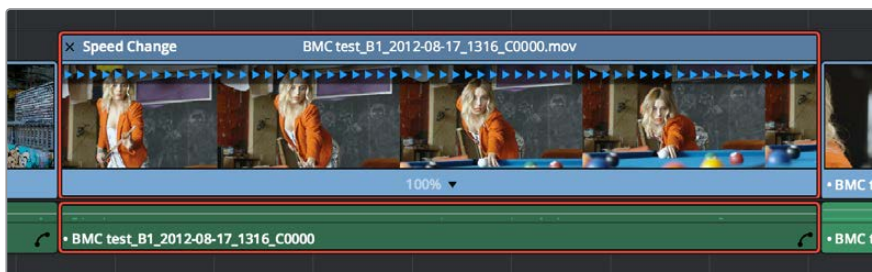 × Speed Change BMC test_B1_2012-08-17_1316_C0000.mov
100% ▼ • BMC
• BMC test_B1_2012-08-17_1316_C0000 • BMC